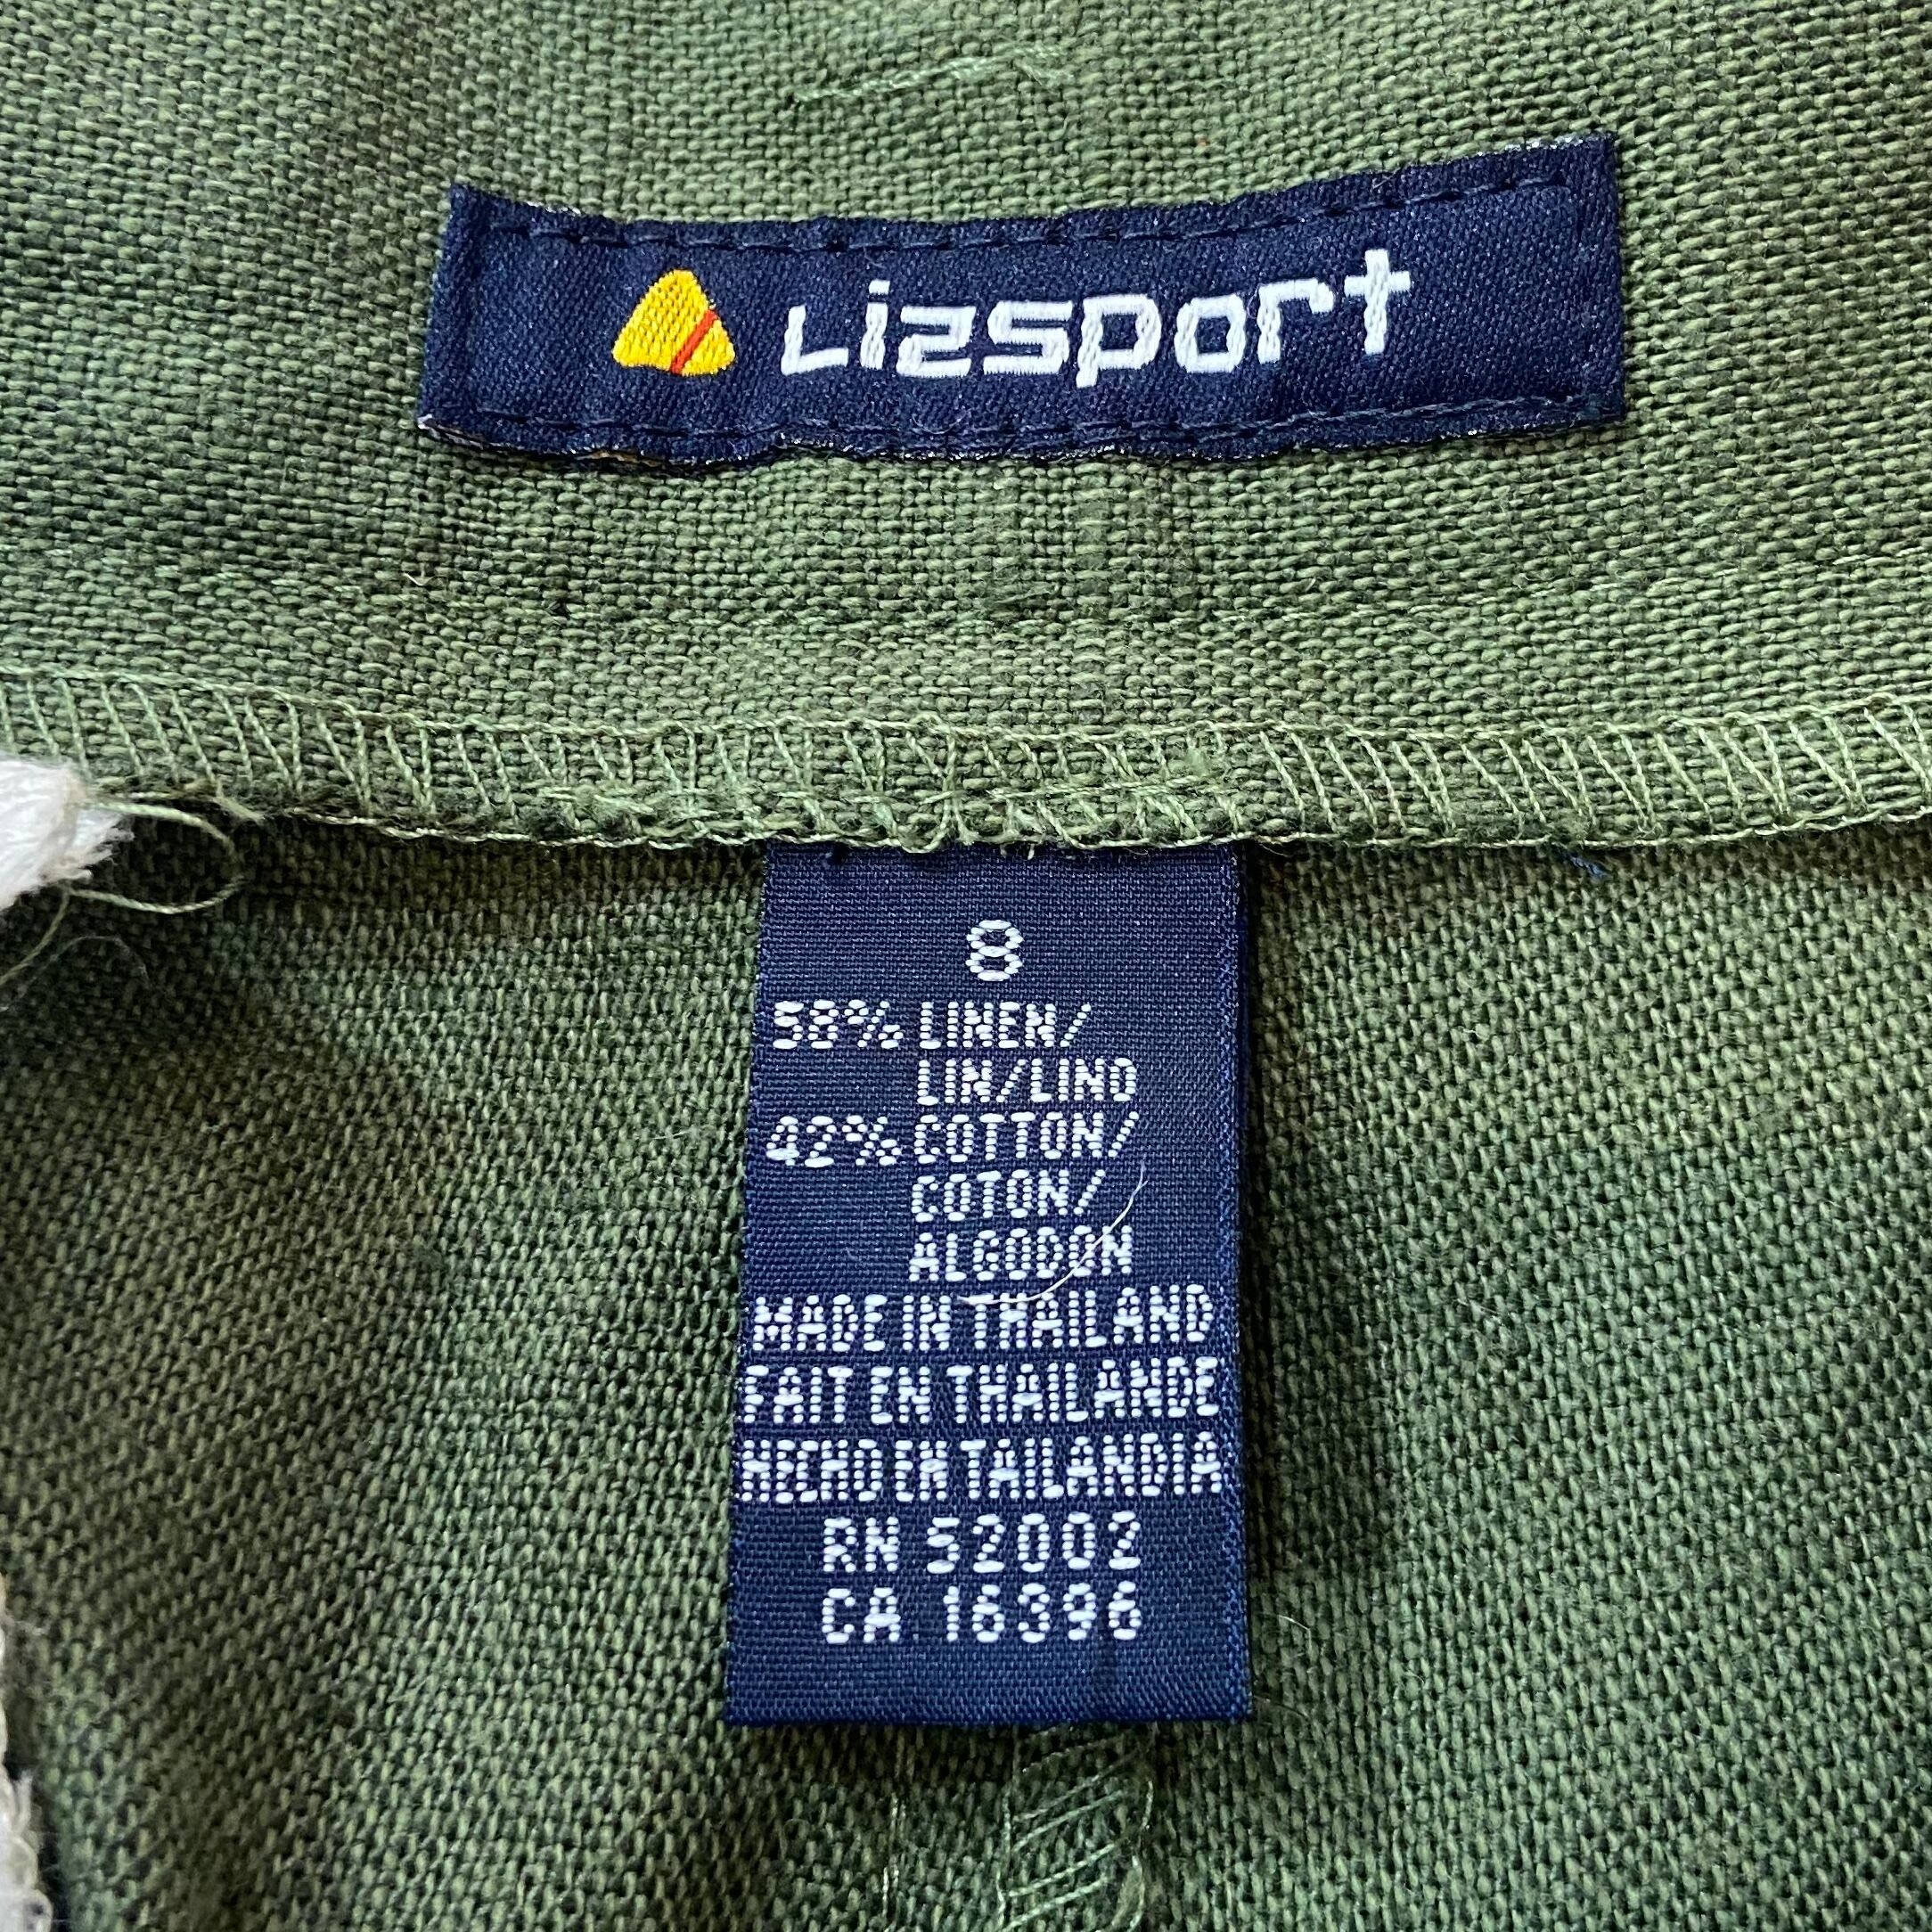 Lizsport
8
58% LINEN/
LIN/LINO
42% COTTON/
COTON/
ALGODON
MADE IN THAILAND
FAIT EN THAILANDE
HECHO EN TAILANDIA
RN 52002
CA 16396